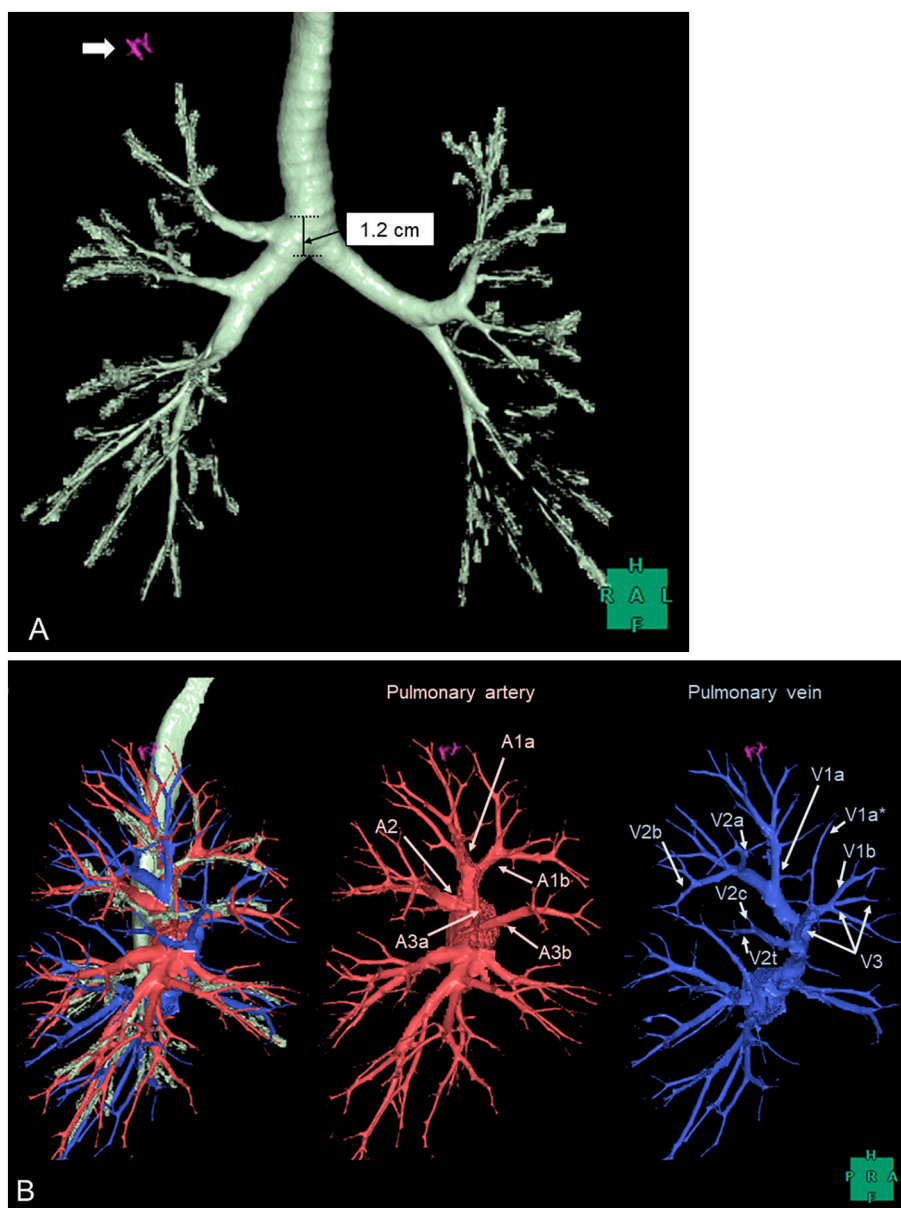 1.2 cm
H
R A L
F
A
Pulmonary artery
Pulmonary vein
A1a
V1a
V1a*
V2a
A2
V2b
V1b
A1b
V2c
A3a
A3b
V2t
V3
H
P R A
F
B